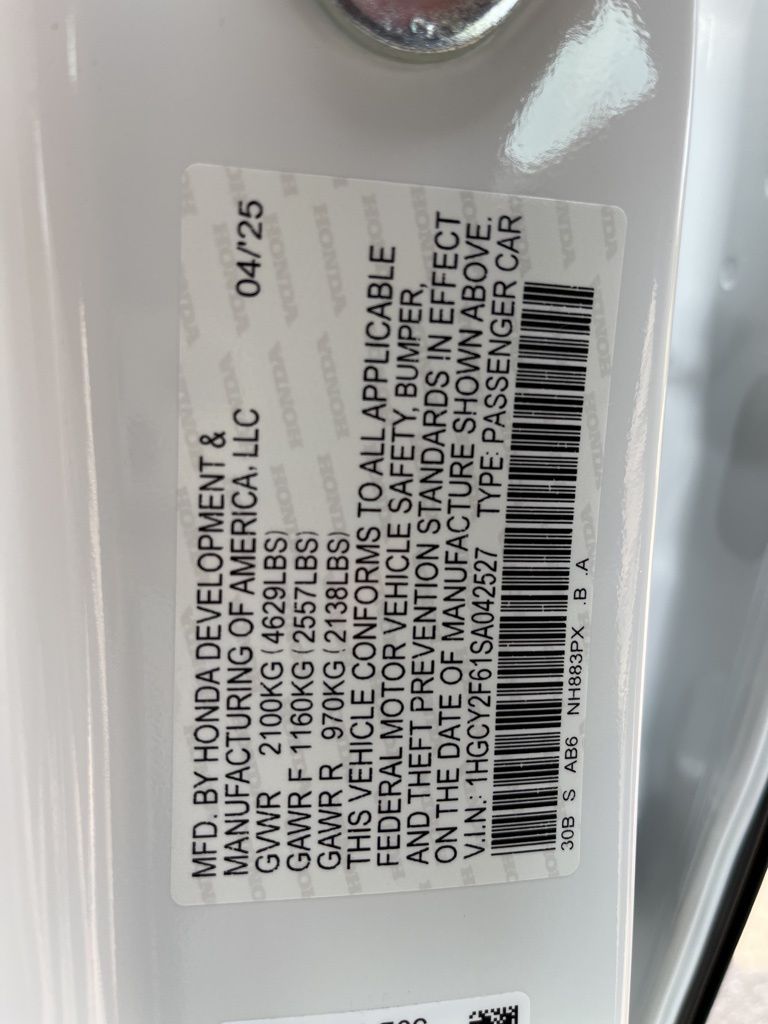 MFD. BY HONDA DEVELOPMENT &
MANUFACTURING OF AMERICA, LLC 04/'25
GVWR 2100KG (4629LBS)
GAWR F 1160KG (2557LBS)
GAWR R 970KG (2138LBS)
THIS VEHICLE CONFORMS TO ALL APPLICABLE
FEDERAL MOTOR VEHICLE SAFETY, BUMPER,
AND THEFT PREVENTION STANDARDS IN EFFECT
ON THE DATE OF MANUFACTURE SHOWN ABOVE.
V.I.N.: 1HGCY2F61SA042527 TYPE: PASSENGER CAR
30B S AB6 NH883PX .B .A
HONDA